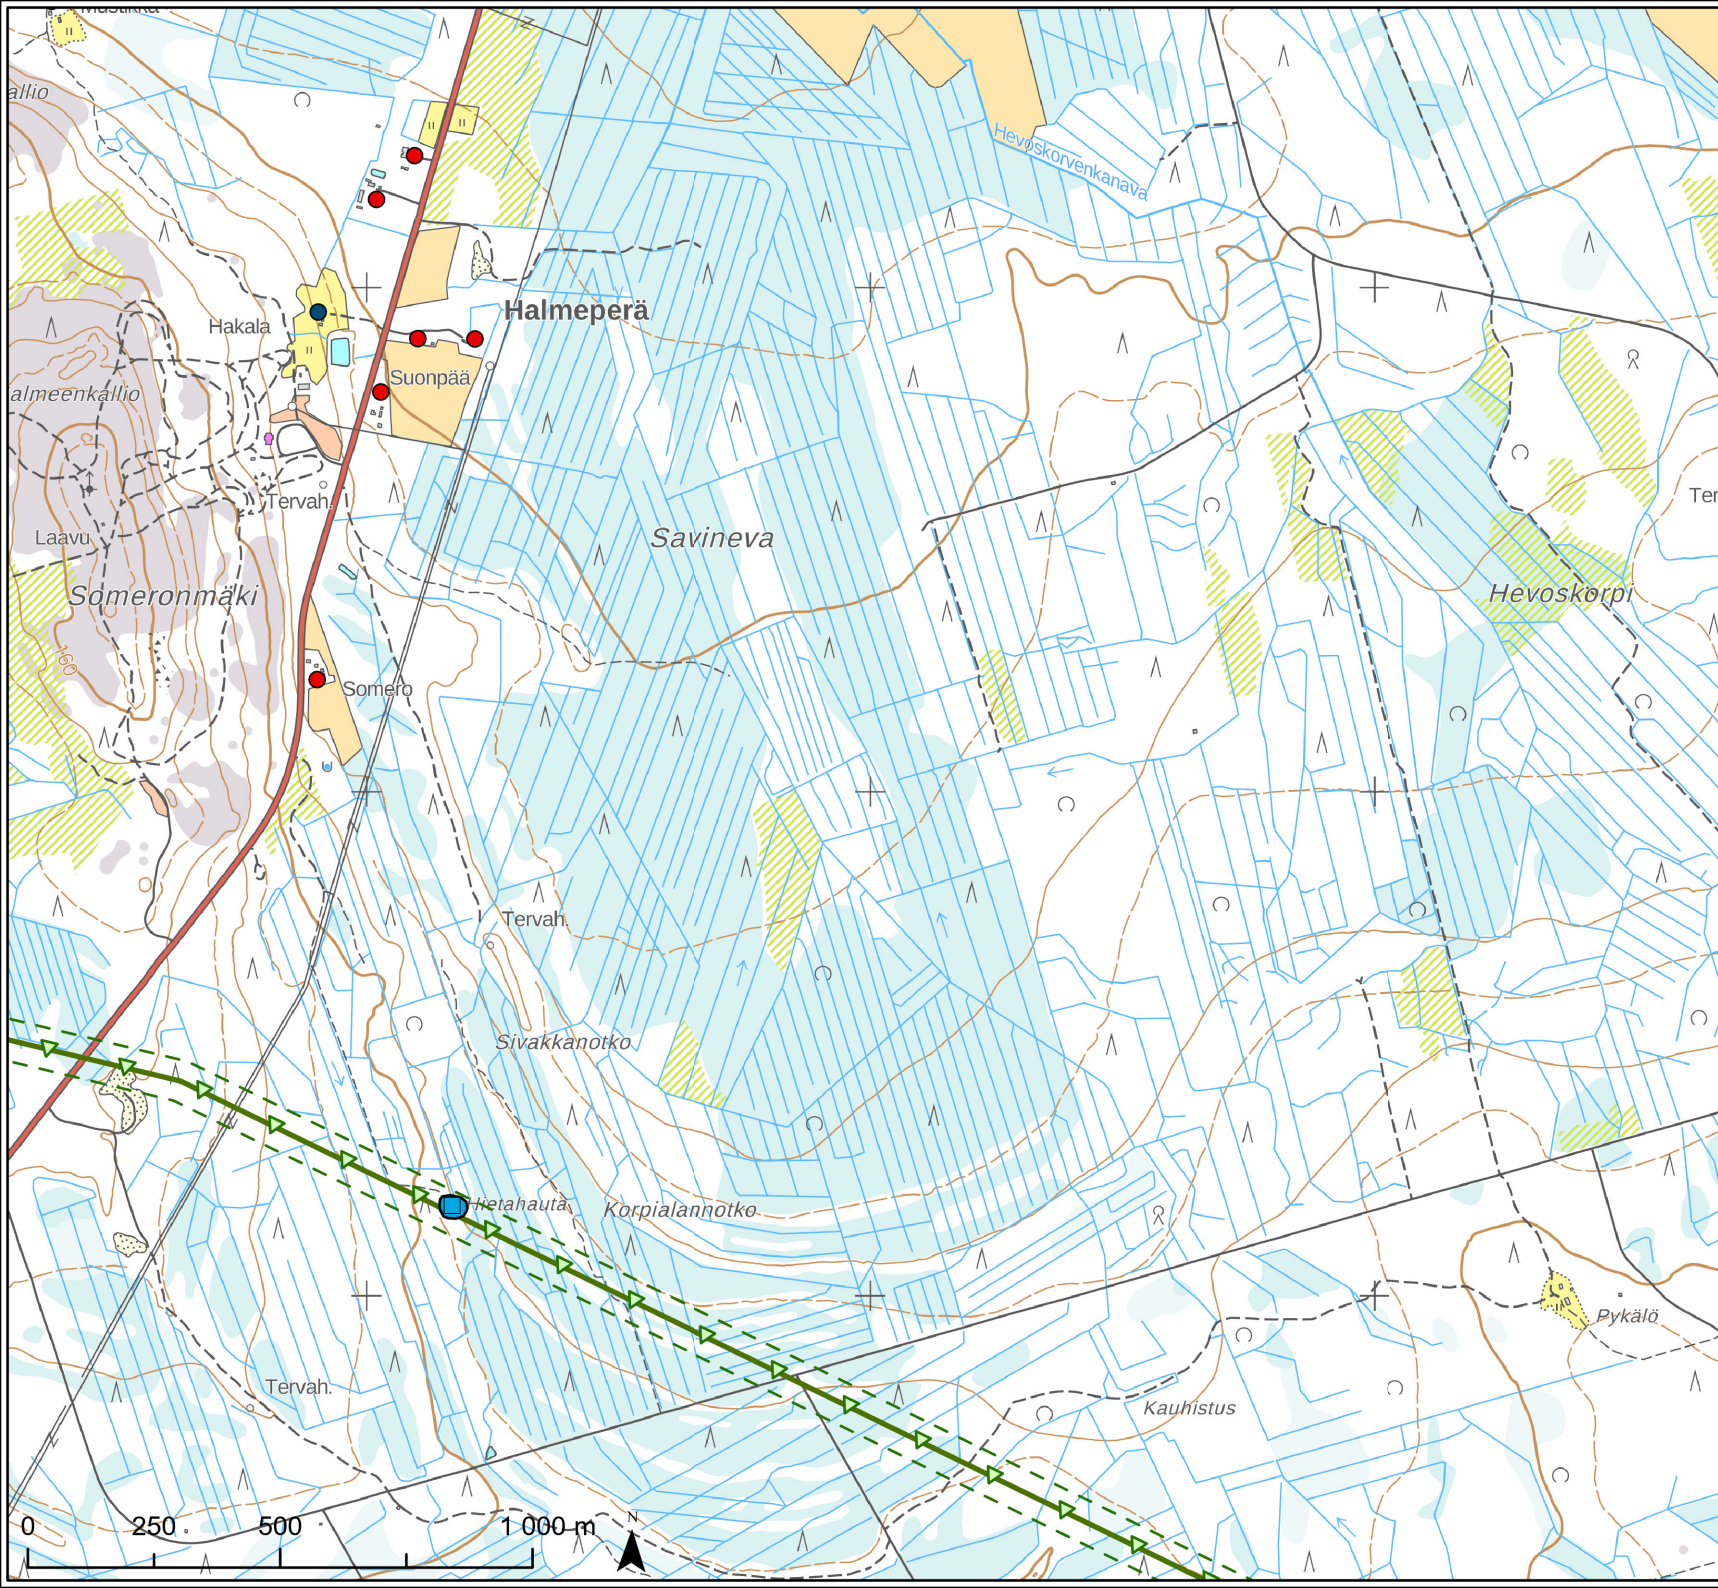 allio
Hevoskorvenkanava
Halmeperä
Hakala
Suonpää
almeenkallio
Tervah.
Ter
Laavu
Savineva
Someronmäki
Hevoskorpi
160
Somero
Tervah.
Sivakkanotko
Hietahauta
Korpialannotko
Pykälö
Tervah.
Kauhistus
0 250 500 1 000 m
N